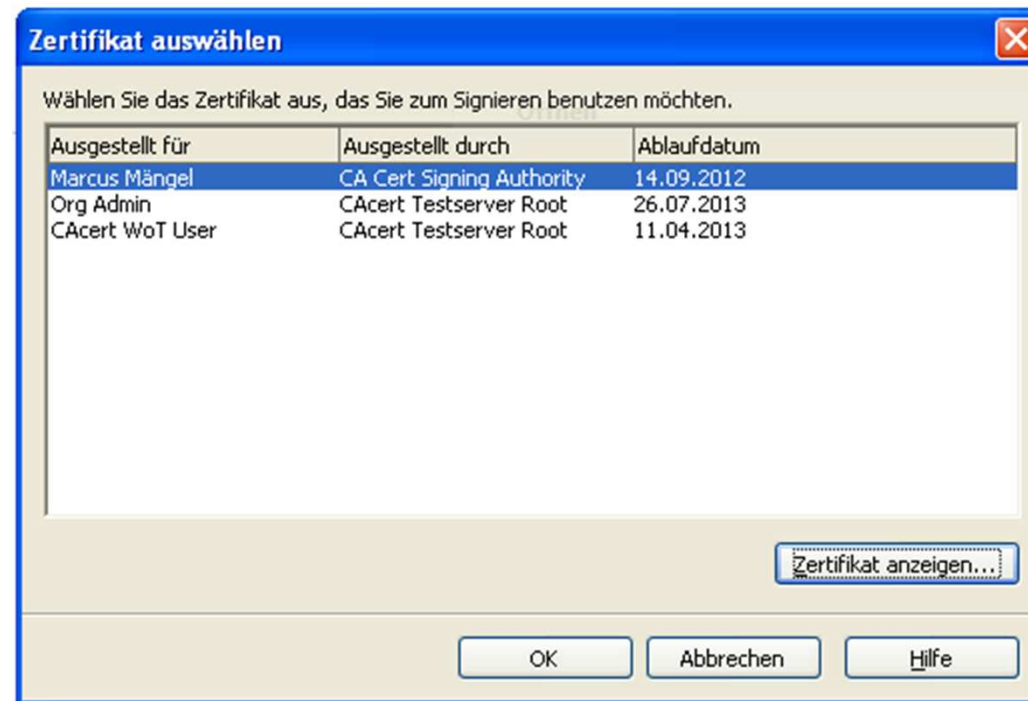 Zertifikat auswählen
Wählen Sie das Zertifikat aus, das Sie zum Signieren benutzen möchten.
Öffnen
Ausgestellt für Ausgestellt durch Ablaufdatum
Marcus Mängel CA Cert Signing Authority 14.09.2012
Org Admin CAcert Testserver Root 26.07.2013
CAcert WoT User CAcert Testserver Root 11.04.2013
Zertifikat anzeigen...
OK Abbrechen Hilfe